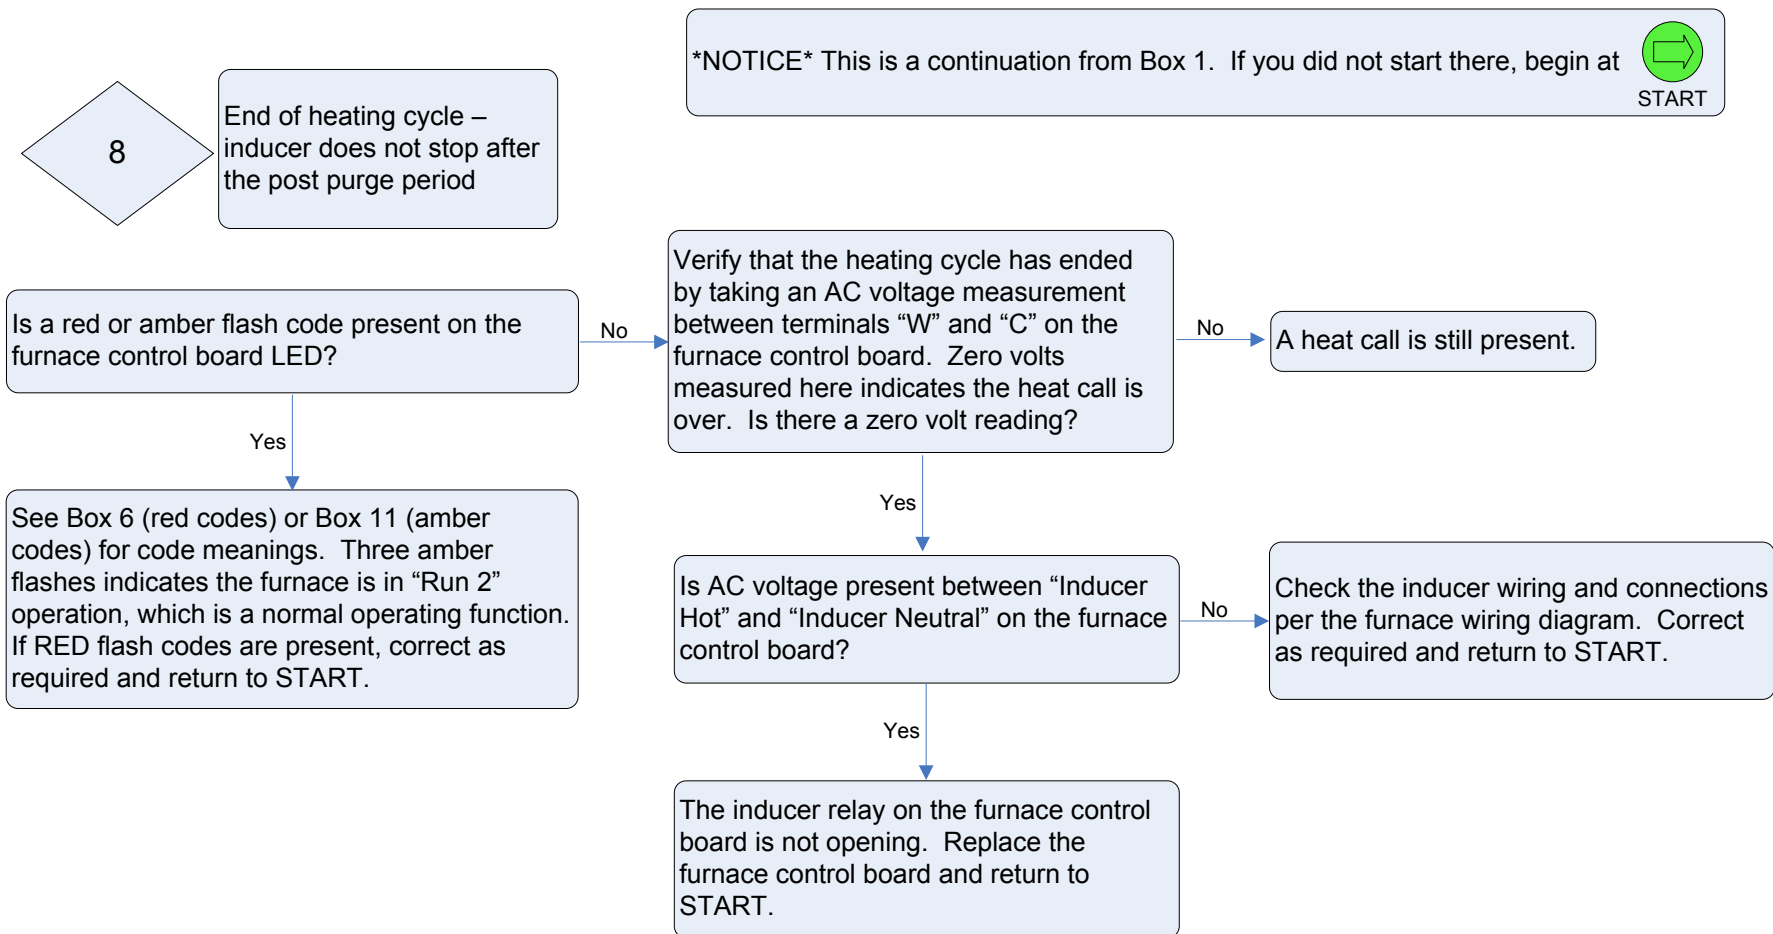 *NOTICE* This is a continuation from Box 1.  If you did not start there, begin at
START
8
End of heating cycle –
inducer does not stop after
the post purge period
Is a red or amber flash code present on the
furnace control board LED?
No
Verify that the heating cycle has ended
by taking an AC voltage measurement
between terminals “W” and “C” on the
furnace control board.  Zero volts
measured here indicates the heat call is
over.  Is there a zero volt reading?
No
A heat call is still present.
Yes
See Box 6 (red codes) or Box 11 (amber
codes) for code meanings.  Three amber
flashes indicates the furnace is in “Run 2”
operation, which is a normal operating function.
If RED flash codes are present, correct as
required and return to START.
Yes
Is AC voltage present between “Inducer
Hot” and “Inducer Neutral” on the furnace
control board?
No
Check the inducer wiring and connections
per the furnace wiring diagram.  Correct
as required and return to START.
Yes
The inducer relay on the furnace control
board is not opening.  Replace the
furnace control board and return to
START.